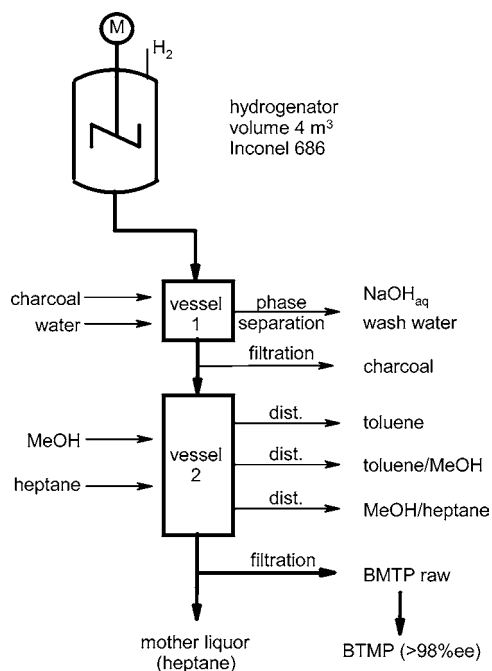 M
H2
hydrogenator
volume 4 m³
Inconel 686
charcoal
water
vessel
1
phase
separation
NaOHaq
wash water
filtration
charcoal
MeOH
heptane
vessel
2
dist.
toluene
dist.
toluene/MeOH
dist.
MeOH/heptane
filtration
BMTP raw
mother liquor
(heptane)
BTMP (>98%ee)